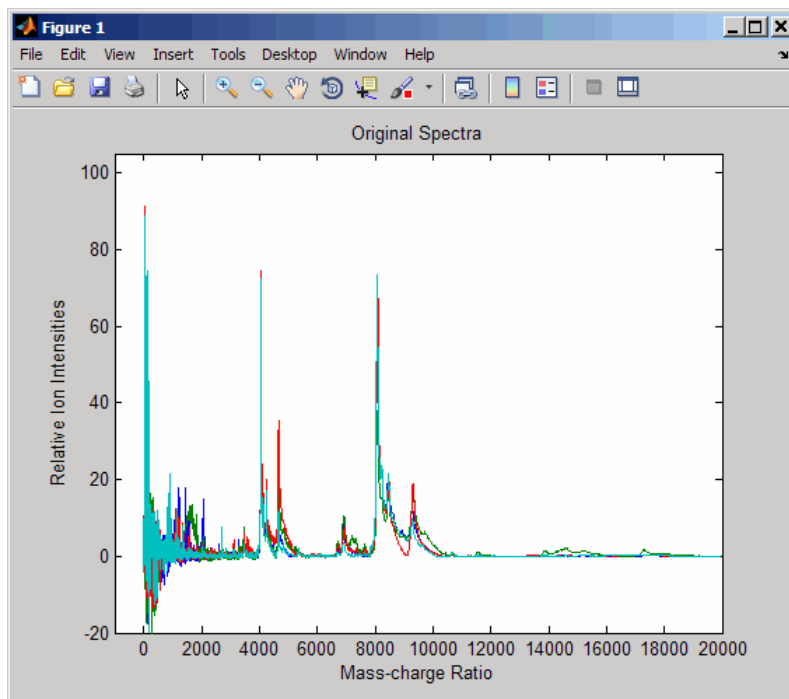 Figure 1
File Edit View Insert Tools Desktop Window Help
Original Spectra
100
80
60
40
20
0
-20
Relative Ion Intensities
0 2000 4000 6000 8000 10000 12000 14000 16000 18000 20000
Mass-charge Ratio